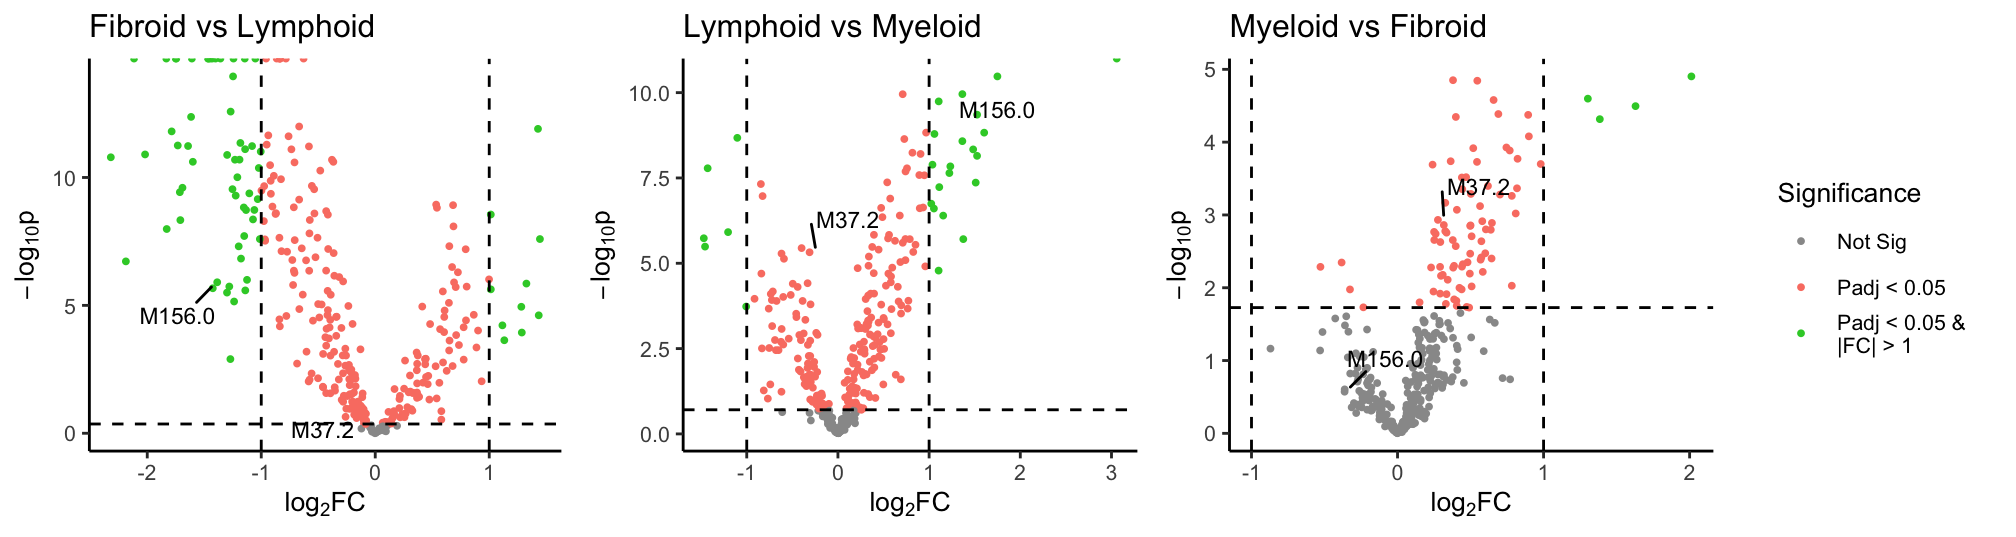 Fibroid vs Lymphoid
10
5
0
−log10p
M156.0
M37.2
-2 -1 0 1
log2FC
Lymphoid vs Myeloid
10.0
7.5
5.0
2.5
0.0
−log10p
M156.0
M37.2
-1 0 1 2 3
log2FC
Myeloid vs Fibroid
5
4
3
2
1
0
−log10p
M37.2
M156.0
-1 0 1 2
log2FC
Significance
Not Sig
Padj < 0.05
Padj < 0.05 &
|FC| > 1